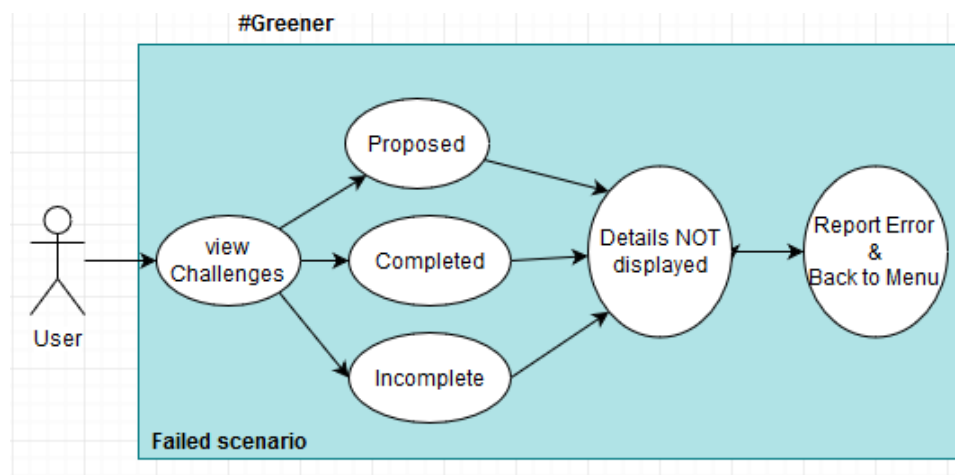 #Greener
Proposed
view
Challenges
Completed
Incomplete
Details NOT
displayed
Report Error
&
Back to Menu
User
Failed scenario